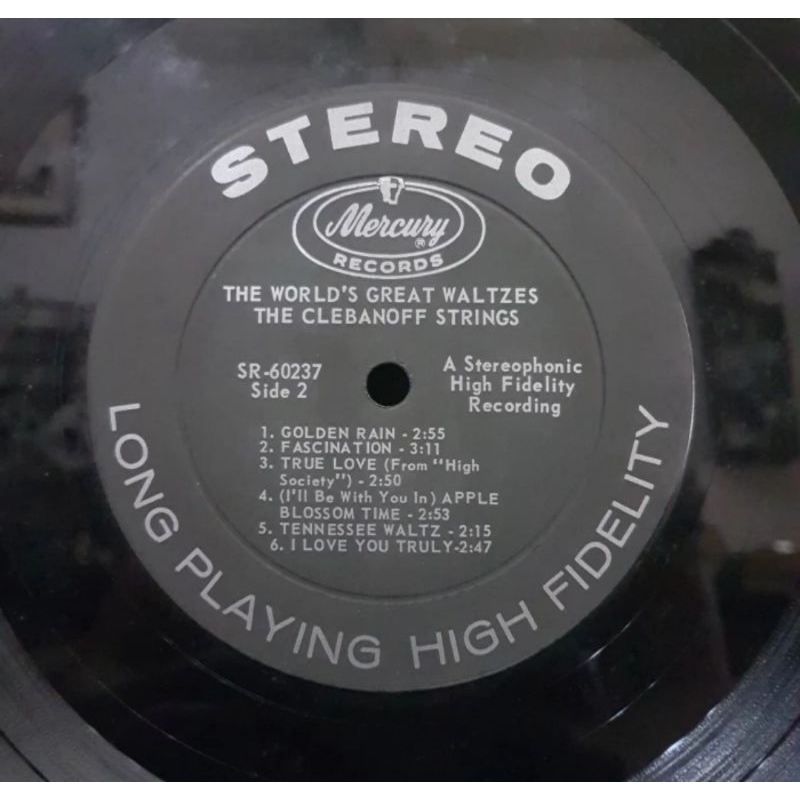 STEREO
Mercury®
RECORDS
THE WORLD'S GREAT WALTZES
THE CLEBANOFF STRINGS
SR-60237
Side 2
A Stereophonic
High Fidelity
Recording
1. GOLDEN RAIN - 2:55
2. FASCINATION - 3:11
3. TRUE LOVE (From "High
Society") - 2:50
4. (I'll Be With You In) APPLE
BLOSSOM TIME - 2:53
5. TENNESSEE WALTZ - 2:15
6. I LOVE YOU TRULY-2:47
LONG PLAYING HIGH FIDELITY